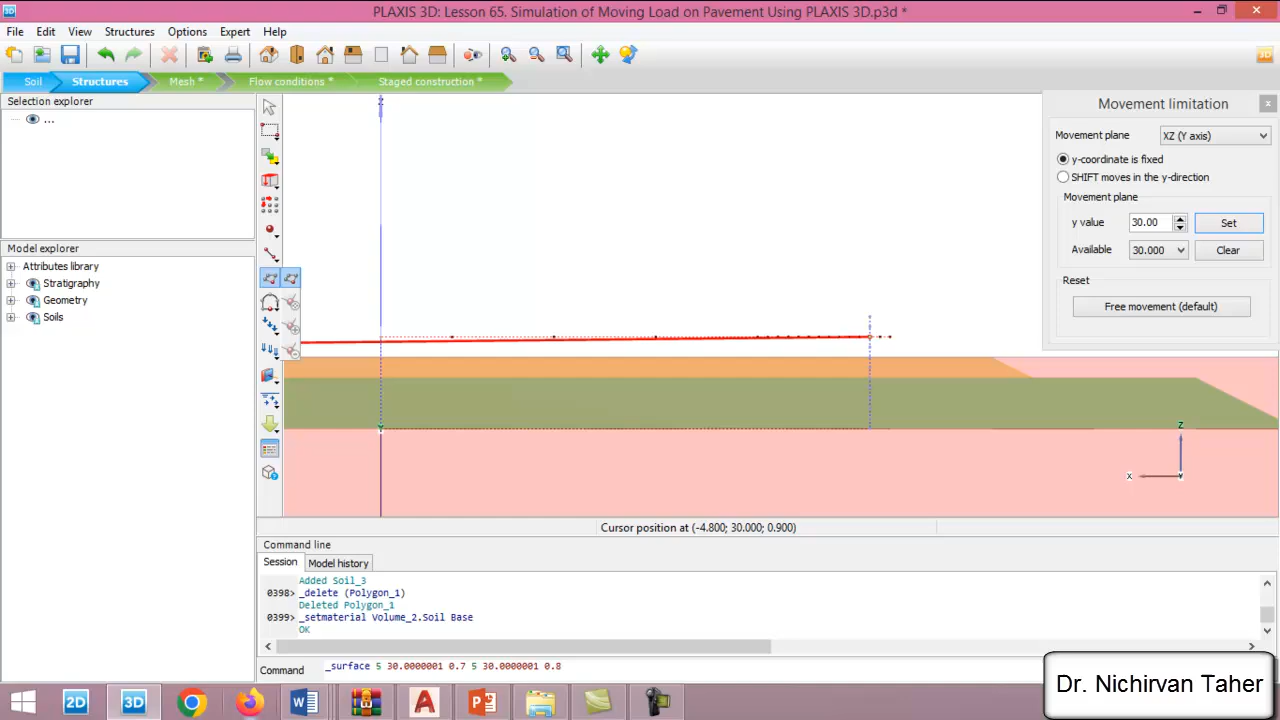 PLAXIS 3D: Lesson 65. Simulation of Moving Load on Pavement Using PLAXIS 3D.p3d *
File Edit View Structures Options Expert Help
Soil Structures Mesh * Flow conditions * Staged construction *
Selection explorer
...
Model explorer
Attributes library
Stratigraphy
Geometry
Soils
Z
Y
Movement limitation
Movement plane XZ (Y axis)
y-coordinate is fixed
SHIFT moves in the y-direction
Movement plane
y value 30.00 Set
Available 30.000 Clear
Reset
Free movement (default)
Z
X Y
Cursor position at (-4.800; 30.000; 0.900)
Command line
Session Model history
Added Soil_3
0398> _delete (Polygon_1)
Deleted Polygon_1
0399> _setmaterial Volume_2.Soil Base
OK
Command _surface 5 30.0000001 0.7 5 30.0000001 0.8
2D 3D
Dr. Nichirvan Taher